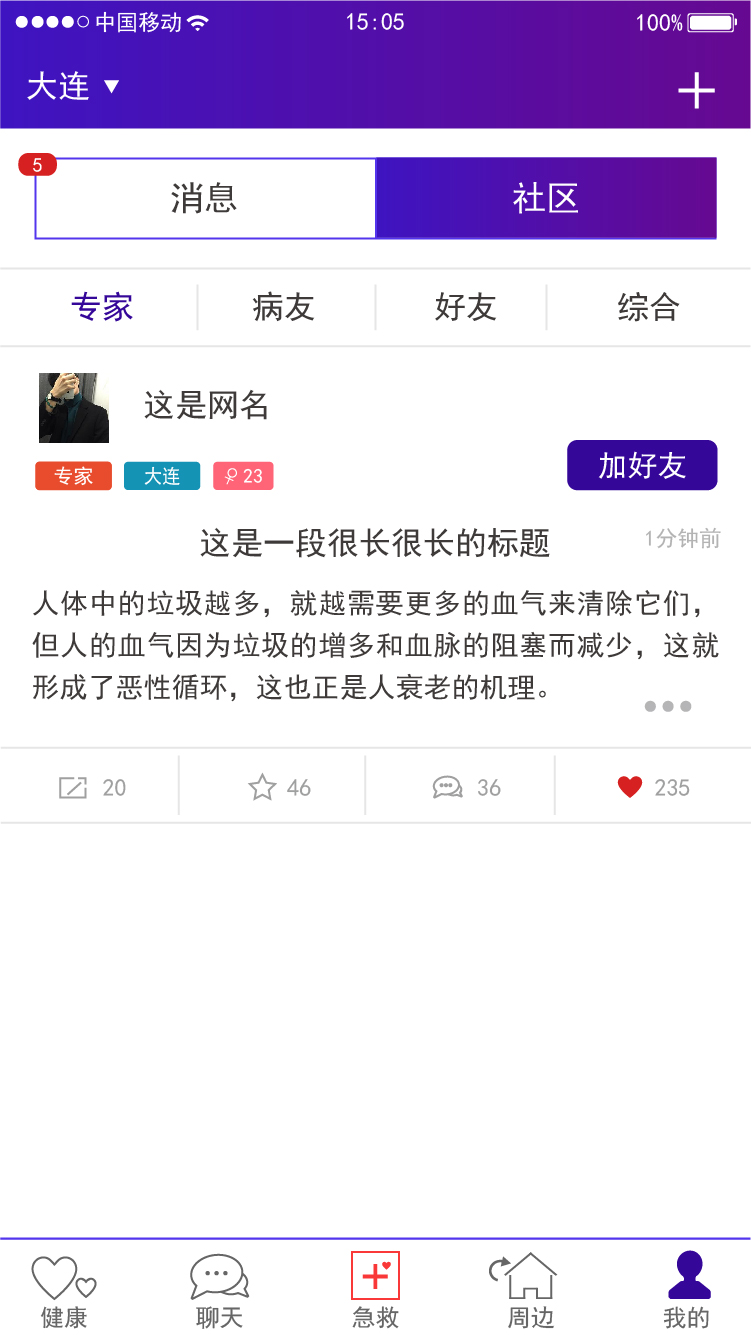 中国移动 15:05 100%
大连
5
消息 社区
专家 病友 好友 综合
这是网名
加好友
专家 大连 23
这是一段很长很长的标题 1分钟前
人体中的垃圾越多，就越需要更多的血气来清除它们，
但人的血气因为垃圾的增多和血脉的阻塞而减少，这就
形成了恶性循环，这也正是人衰老的机理。
20 46 36 235
健康 聊天 急救 周边 我的